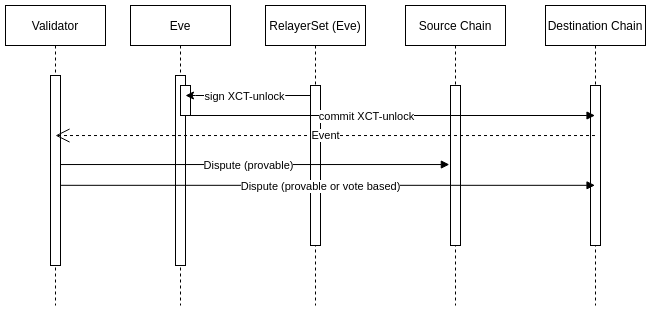 Validator
Eve
RelayerSet (Eve)
Source Chain
Destination Chain
sign XCT-unlock
commit XCT-unlock
Event
Dispute (provable)
Dispute (provable or vote based)